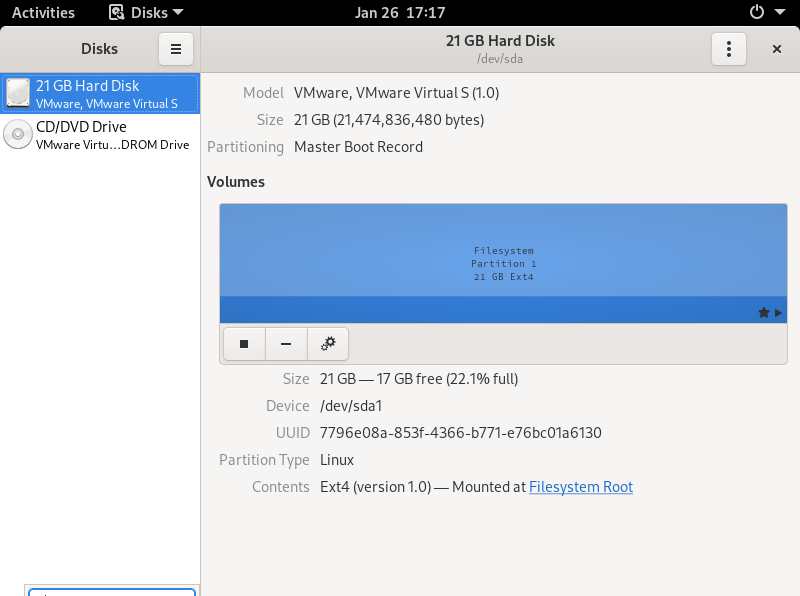 Activities Disks Jan 26 17:17
Disks
21 GB Hard Disk
/dev/sda
21 GB Hard Disk
VMware, VMware Virtual S
CD/DVD Drive
VMware Virtu…DROM Drive
Model VMware, VMware Virtual S (1.0)
Size 21 GB (21,474,836,480 bytes)
Partitioning Master Boot Record
Volumes
Filesystem
Partition 1
21 GB Ext4
Size 21 GB — 17 GB free (22.1% full)
Device /dev/sda1
UUID 7796e08a-853f-4366-b771-e76bc01a6130
Partition Type Linux
Contents Ext4 (version 1.0) — Mounted at Filesystem Root